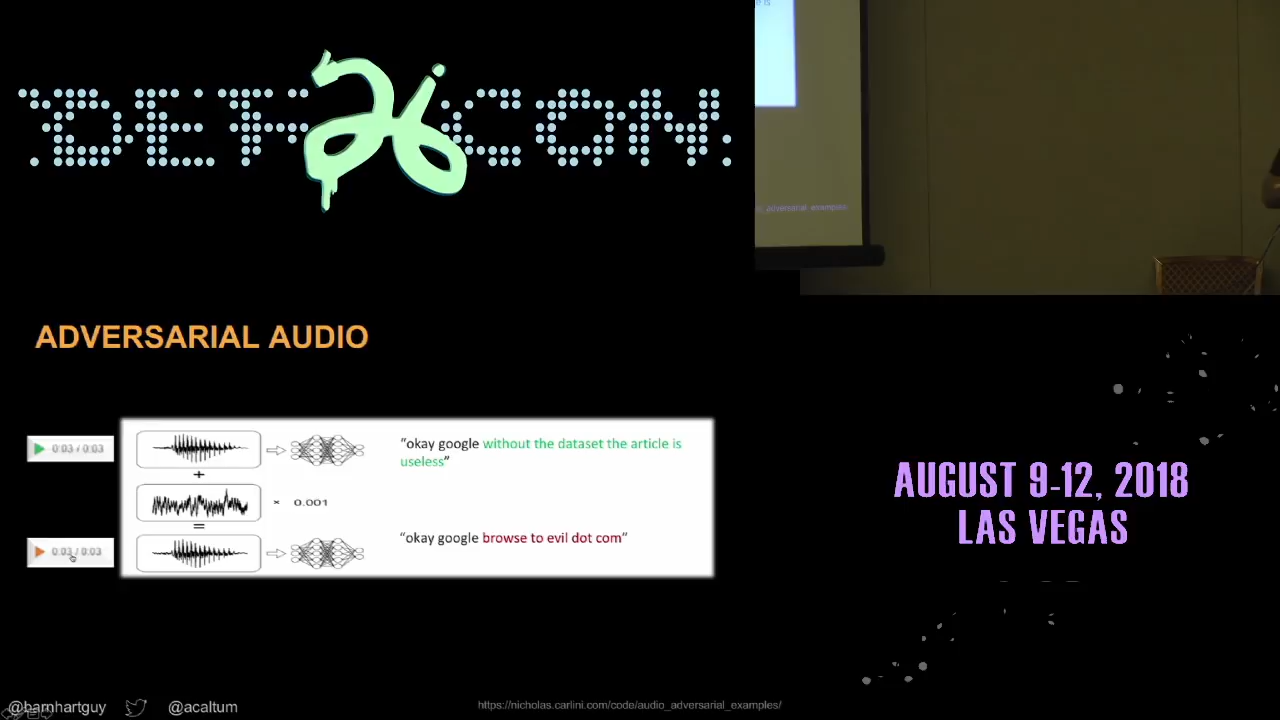 DEF 26 CON
adversarial_examples
ADVERSARIAL AUDIO
0:03 / 0:03
"okay google without the dataset the article is
useless"
+
× 0.001
=
0:03 / 0:03
"okay google browse to evil dot com"
AUGUST 9-12, 2018
LAS VEGAS
@barnhartguy @acaltum
https://nicholas.carlini.com/code/audio_adversarial_examples/